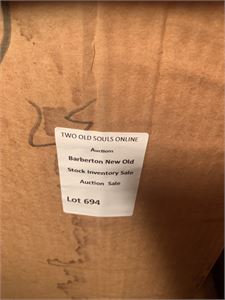 TWO OLD SOULS ONLINE
Auctions
Barberton New Old
Stock Inventory Sale
Auction Sale
Lot 694